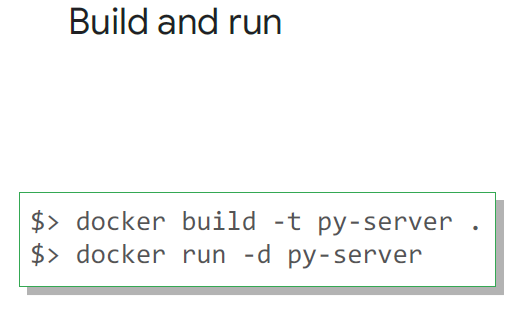 Build and run
$> docker build -t py-server .
$> docker run -d py-server